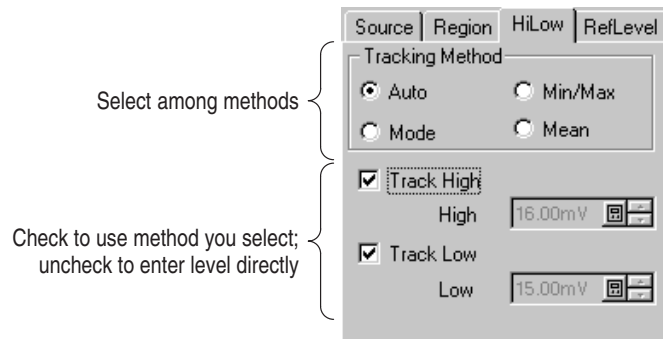 Source Region HiLow RefLevel
Tracking Method
Select among methods
Auto Min/Max
Mode Mean
Track High
High 16.00mV
Check to use method you select;
uncheck to enter level directly
Track Low
Low 15.00mV